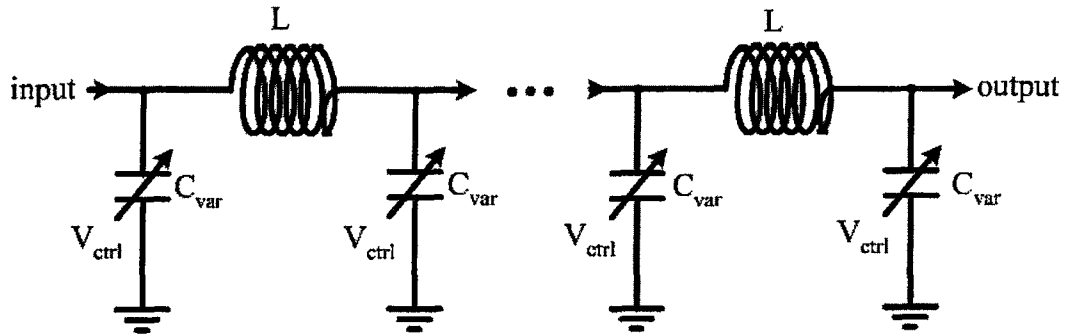 L
L
input
output
C_var
C_var
C_var
C_var
V_ctrl
V_ctrl
V_ctrl
V_ctrl